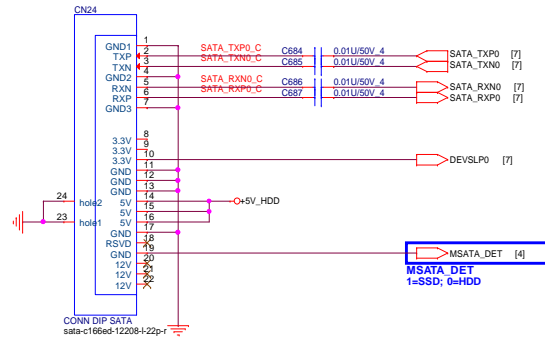 CN24
GND1 1
TXP 2 SATA_TXP0_C C684 0.01U/50V_4 SATA_TXP0 [7]
TXN 3 SATA_TXN0_C C685 0.01U/50V_4 SATA_TXN0 [7]
GND2 4
RXN 5 SATA_RXN0_C C686 0.01U/50V_4 SATA_RXN0 [7]
RXP 6 SATA_RXP0_C C687 0.01U/50V_4 SATA_RXP0 [7]
GND3 7
3.3V 8
3.3V 9
3.3V 10 DEVSLP0 [7]
GND 11
GND 12
GND 13
24 hole2 5V 14 +5V_HDD
5V 15
23 hole1 5V 16
GND 17
RSVD 18
GND 19 MSATA_DET [4]
12V 20
12V 21
12V 22
MSATA_DET
1=SSD; 0=HDD
CONN DIP SATA
sata-c166ed-12208-l-22p-r